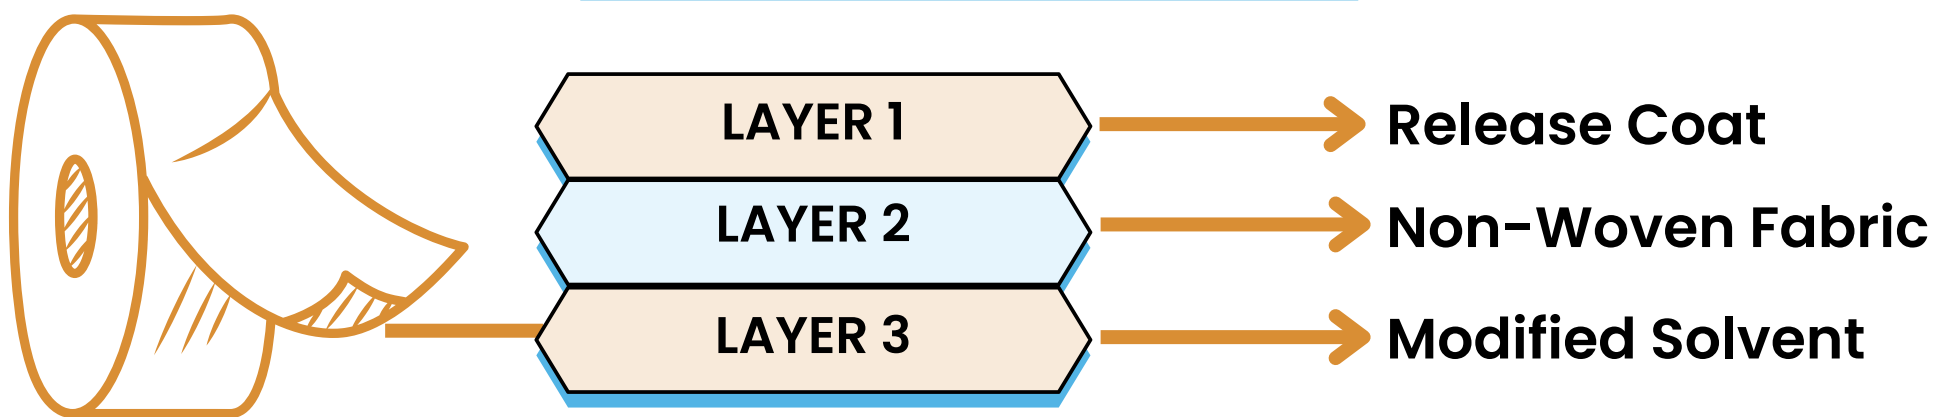 LAYER 1
Release Coat
LAYER 2
Non-Woven Fabric
LAYER 3
Modified Solvent